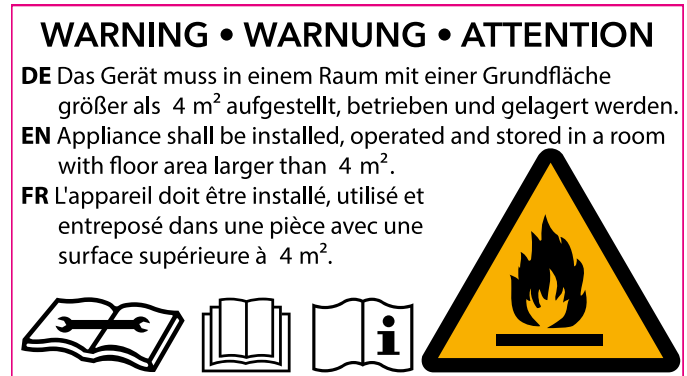 WARNING • WARNUNG • ATTENTION
DE Das Gerät muss in einem Raum mit einer Grundfläche
größer als 4 m² aufgestellt, betrieben und gelagert werden.
EN Appliance shall be installed, operated and stored in a room
with floor area larger than 4 m².
FR L'appareil doit être installé, utilisé et
entreposé dans une pièce avec une
surface supérieure à 4 m².
i